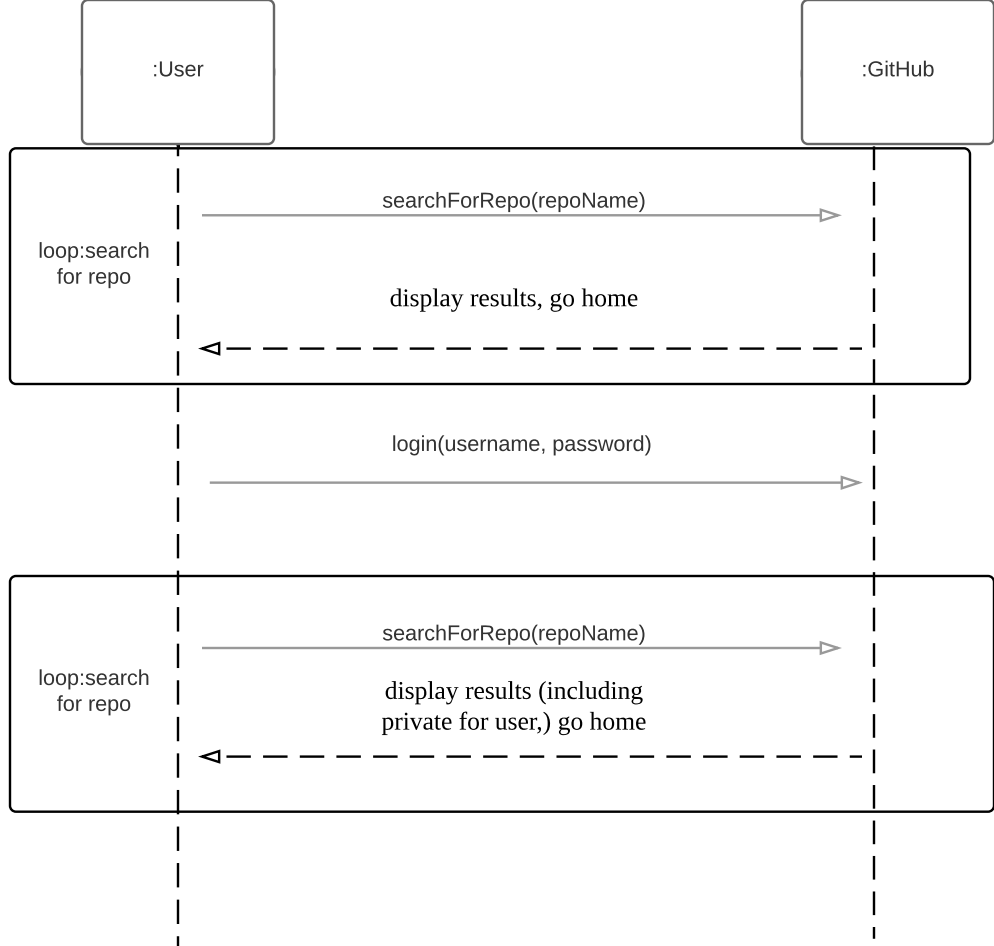 :User
:GitHub
searchForRepo(repoName)
loop:search
for repo
display results, go home
login(username, password)
searchForRepo(repoName)
loop:search
for repo
display results (including
private for user,) go home